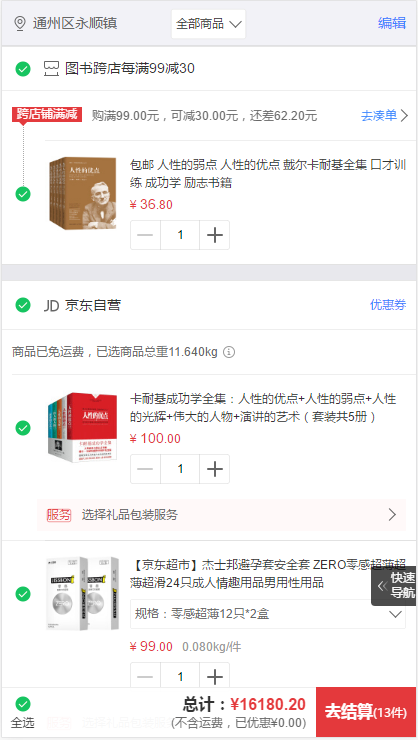 通州区永顺镇
全部商品
编辑
图书跨店每满99减30
跨店铺满减 购满99.00元，可减30.00元，还差62.20元 去凑单
包邮 人性的弱点 人性的优点 戴尔卡耐基全集 口才训
练 成功学 励志书籍
人性的优点
¥ 36.80
1
JD 京东自营 优惠券
商品已免运费，已选商品总重11.640kg
卡耐基成功学全集：人性的优点+人性的弱点+人性
的光辉+伟大的人物+演讲的艺术（套装共5册）
人性的优点
¥ 100.00
1
服务 选择礼品包装服务
【京东超市】杰士邦避孕套安全套 ZERO零感超薄超
薄超滑24只成人情趣用品男用性用品
快速
导航
规格：零感超薄12只*2盒
¥ 99.00 0.080kg/件
1
全选
总计：¥16180.20
(不含运费，已优惠¥0.00)
去结算(13件)